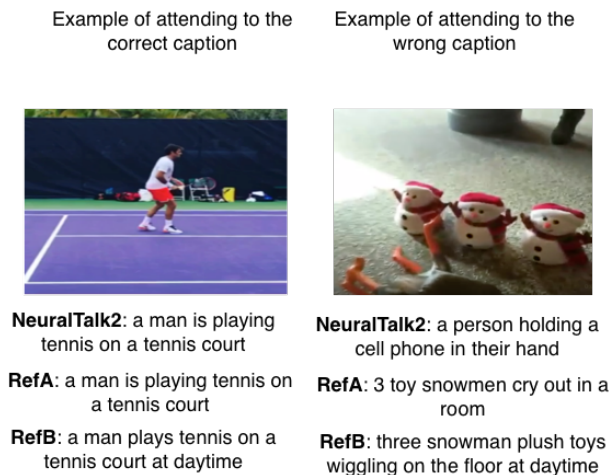 Example of attending to the
correct caption
Example of attending to the
wrong caption
NeuralTalk2: a man is playing
tennis on a tennis court
RefA: a man is playing tennis on
a tennis court
RefB: a man plays tennis on a
tennis court at daytime
NeuralTalk2: a person holding a
cell phone in their hand
RefA: 3 toy snowmen cry out in a
room
RefB: three snowman plush toys
wiggling on the floor at daytime